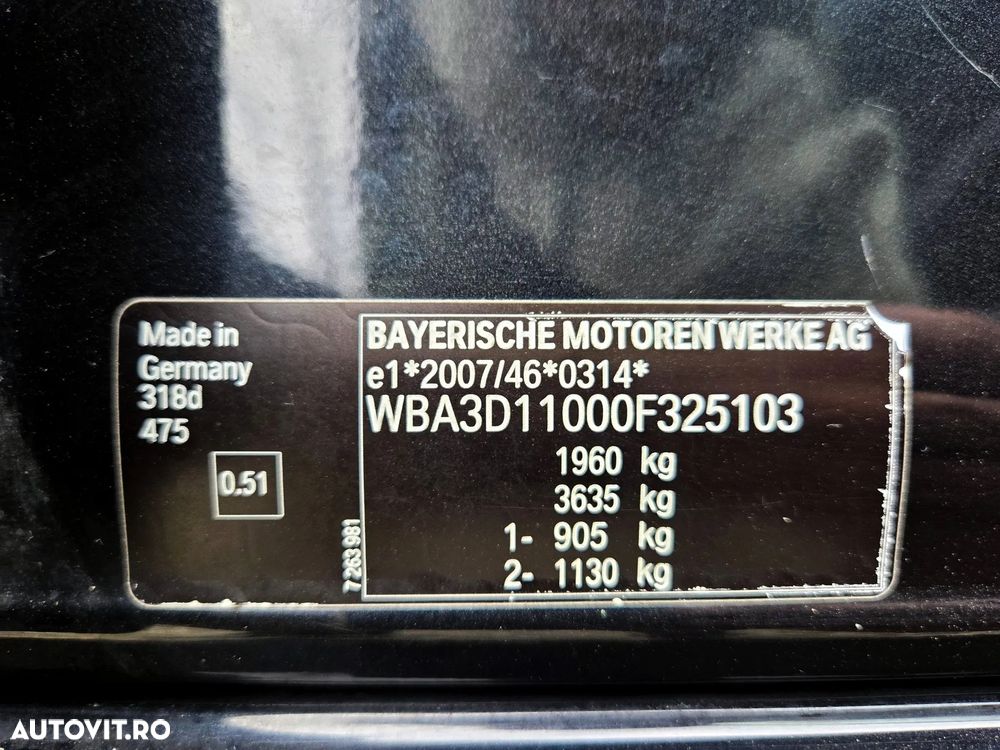 Made in
Germany
318d
475
0.51
7 263 981
BAYERISCHE MOTOREN WERKE AG
e1*2007/46*0314*
WBA3D11000F325103
1960 kg
3635 kg
1- 905 kg
2- 1130 kg
AUTOVIT.RO